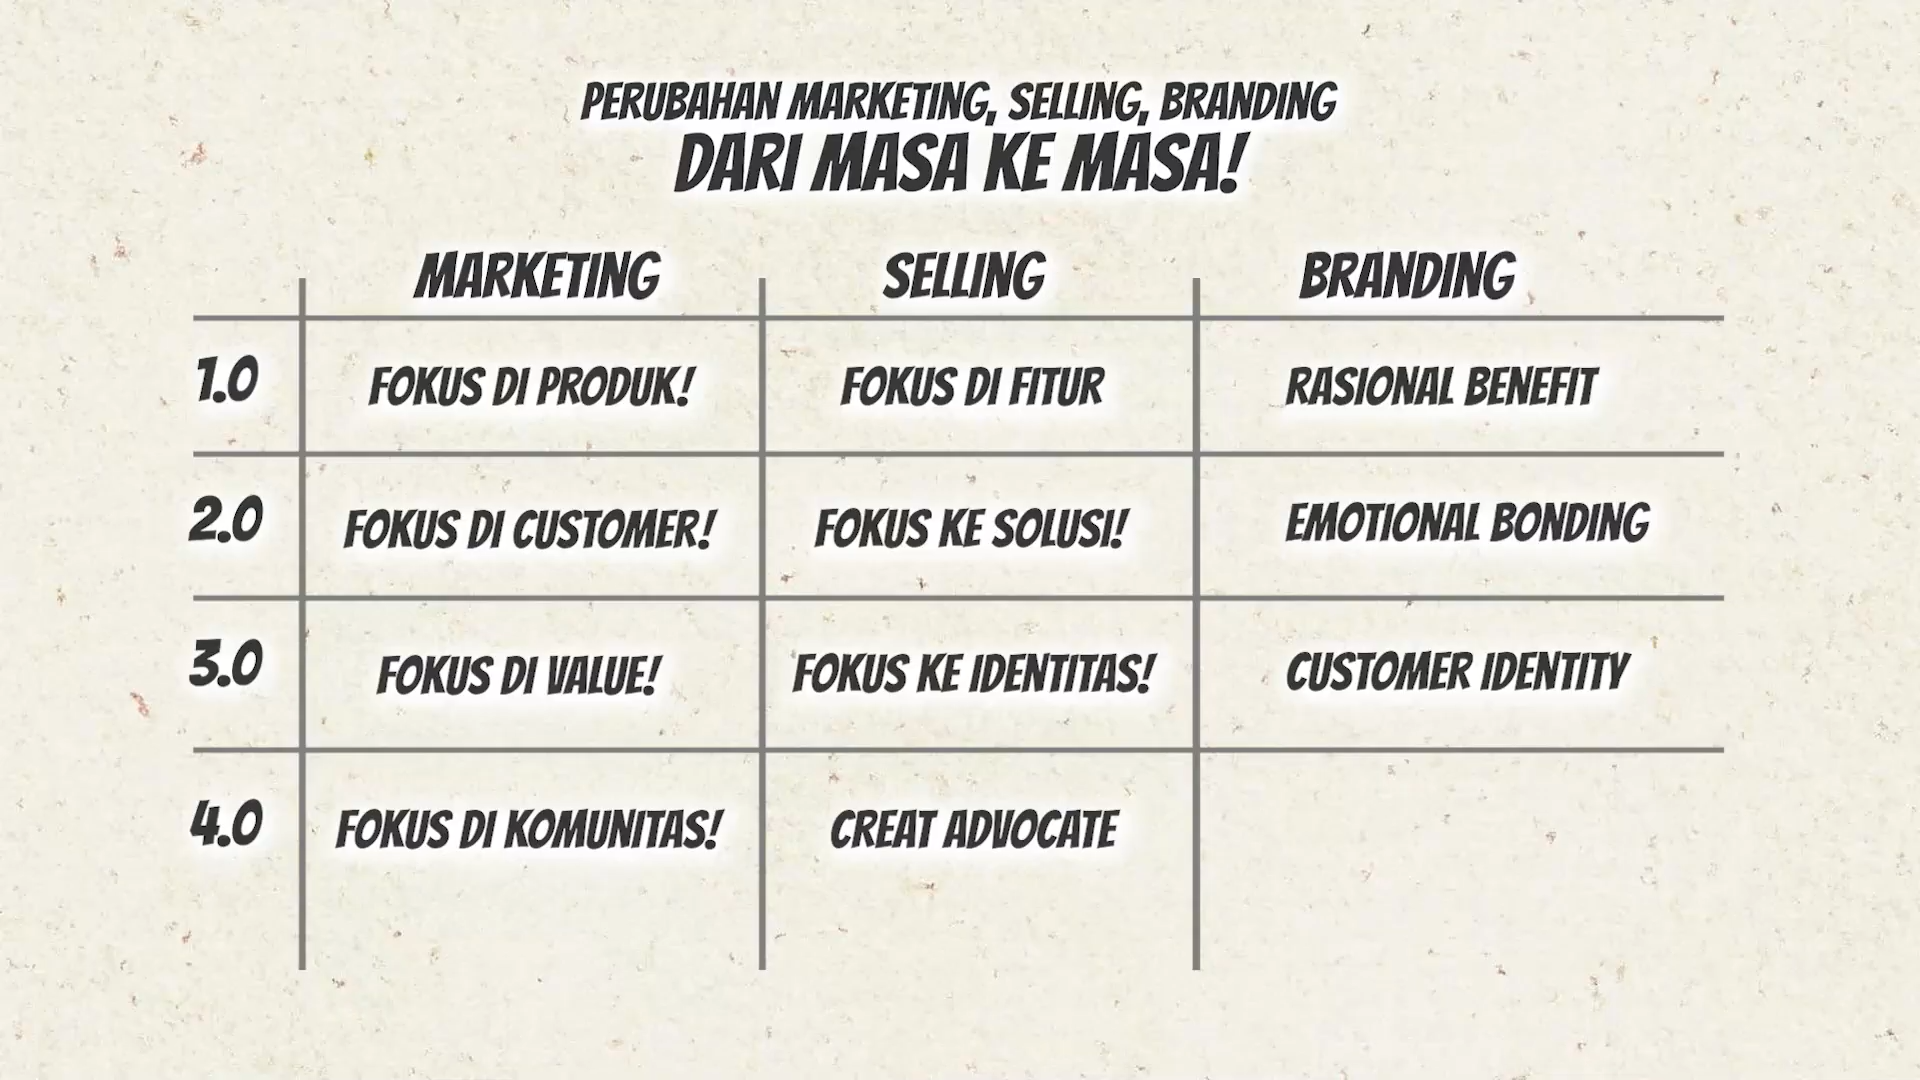 PERUBAHAN MARKETING, SELLING, BRANDING
DARI MASA KE MASA!
MARKETING SELLING BRANDING
1.0 FOKUS DI PRODUK! FOKUS DI FITUR RASIONAL BENEFIT
2.0 FOKUS DI CUSTOMER! FOKUS KE SOLUSI! EMOTIONAL BONDING
3.0 FOKUS DI VALUE! FOKUS KE IDENTITAS! CUSTOMER IDENTITY
4.0 FOKUS DI KOMUNITAS! CREAT ADVOCATE